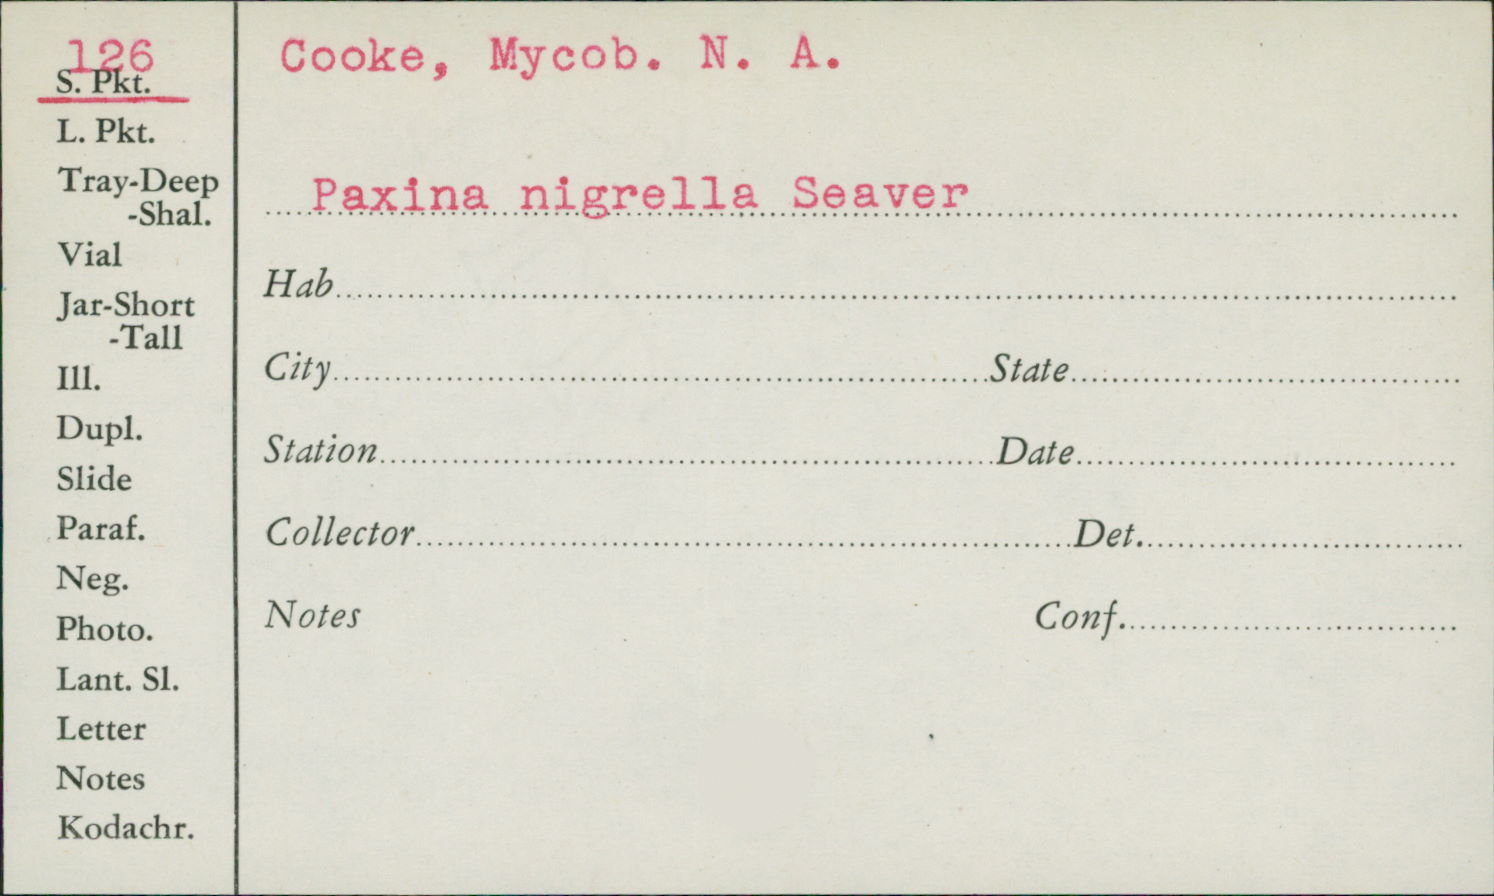 126
S. Pkt.
L. Pkt.
Tray-Deep
-Shal.
Vial
Jar-Short
-Tall
Ill.
Dupl.
Slide
Paraf.
Neg.
Photo.
Lant. Sl.
Letter
Notes
Kodachr.
Cooke, Mycob. N. A.
Paxina nigrella Seaver
Hab
City State
Station Date
Collector Det.
Notes Conf.